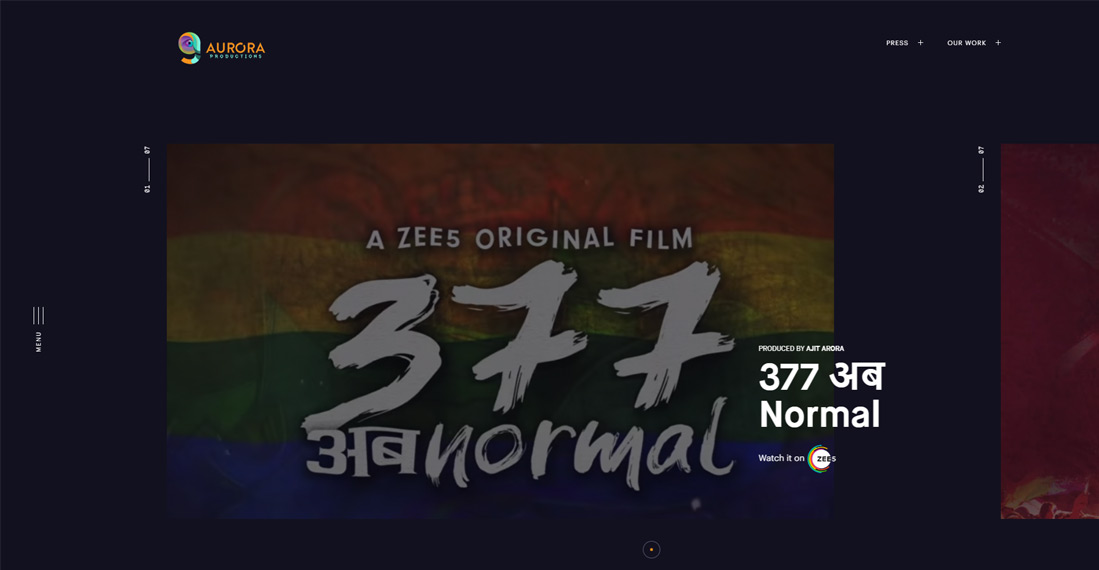 AURORA
PRODUCTIONS
PRESS +
OUR WORK +
01 07
02 07
MENU
A ZEE5 ORIGINAL FILM
377
अबnormal
PRODUCED BY AJIT ARORA
377 अब
Normal
Watch it on ZEE5